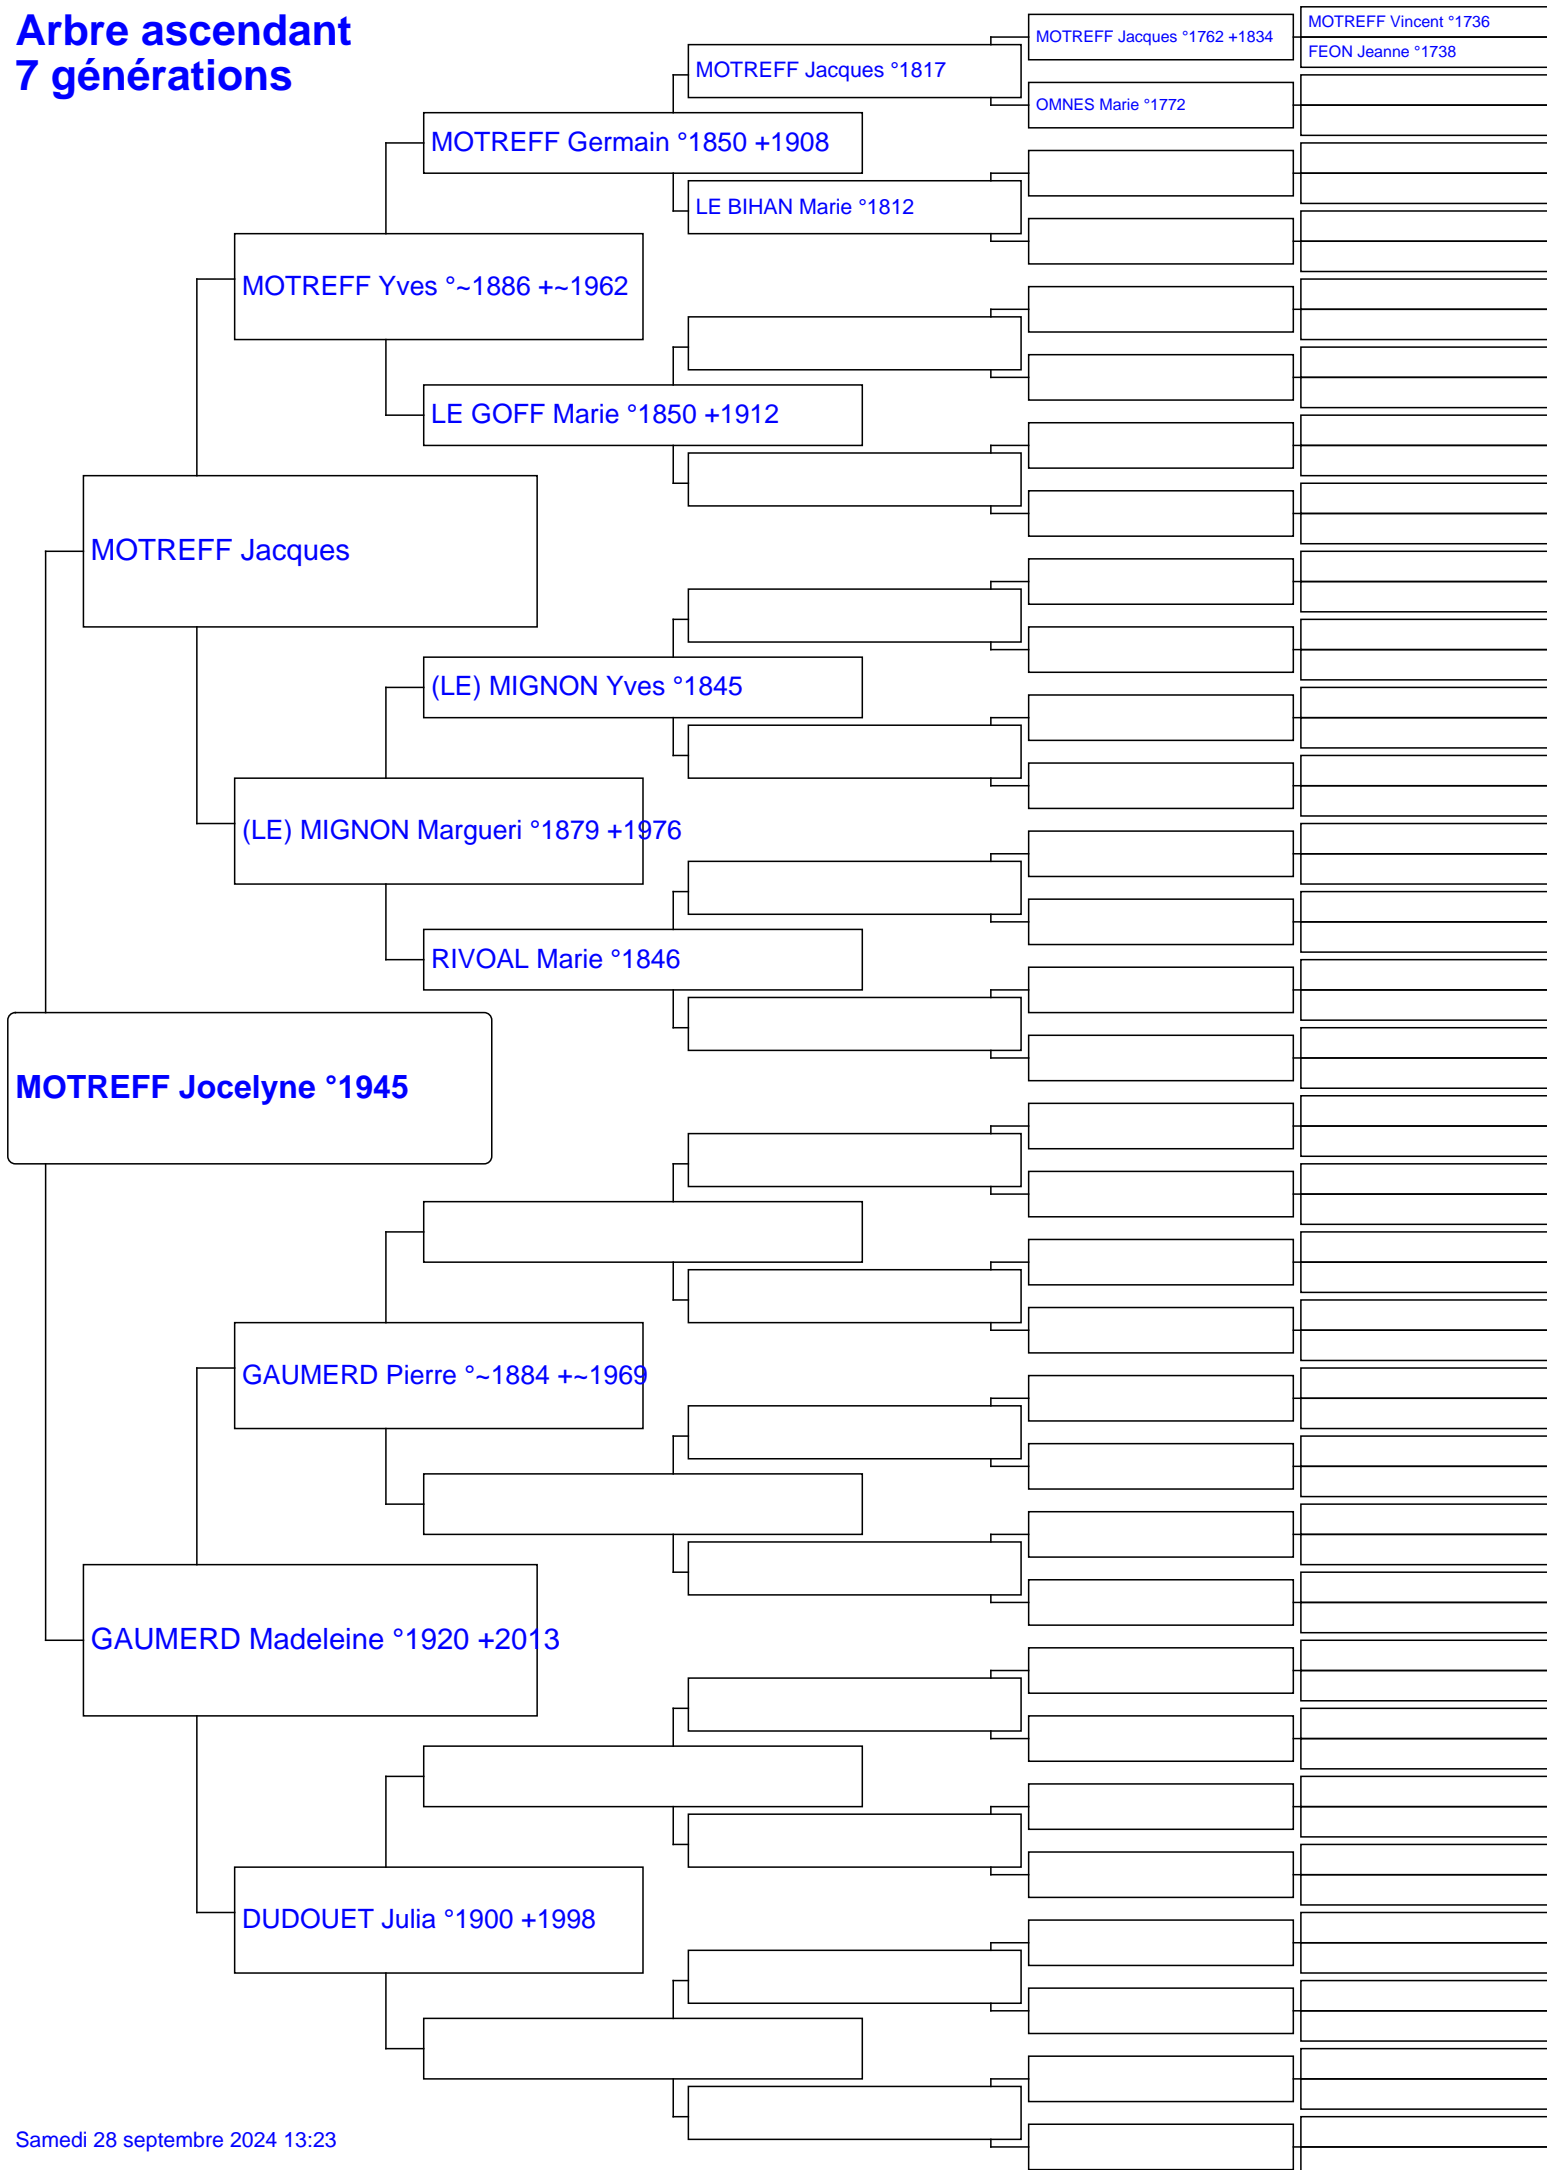 Arbre ascendant
7 générations
MOTREFF Vincent °1736
MOTREFF Jacques °1762 +1834
FEON Jeanne °1738
MOTREFF Jacques °1817
OMNES Marie °1772
MOTREFF Germain °1850 +1908
LE BIHAN Marie °1812
MOTREFF Yves °~1886 +~1962
LE GOFF Marie °1850 +1912
MOTREFF Jacques
(LE) MIGNON Yves °1845
(LE) MIGNON Margueri °1879 +1976
RIVOAL Marie °1846
MOTREFF Jocelyne °1945
GAUMERD Pierre °~1884 +~1969
GAUMERD Madeleine °1920 +2013
DUDOUET Julia °1900 +1998
Samedi 28 septembre 2024 13:23